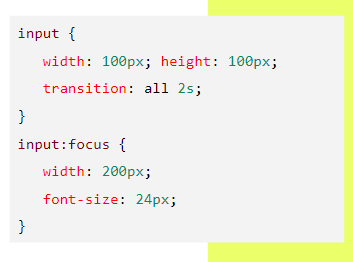 input {
width: 100px; height: 100px;
transition: all 2s;
}
input:focus {
width: 200px;
font-size: 24px;
}